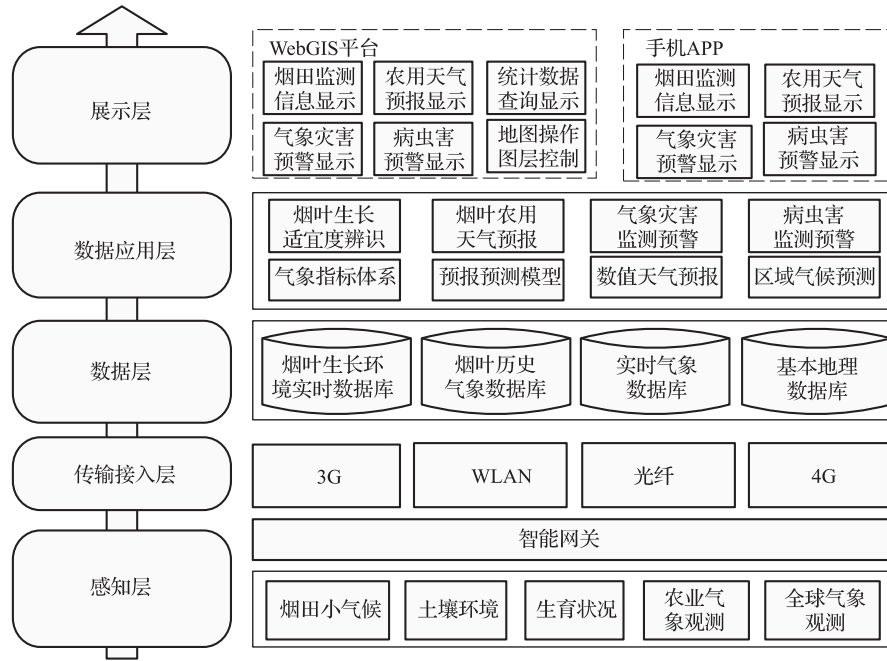 展示层
WebGIS平台
烟田监测
信息显示
农用天气
预报显示
统计数据
查询显示
气象灾害
预警显示
病虫害
预警显示
地图操作
图层控制
手机APP
烟田监测
信息显示
农用天气
预报显示
气象灾害
预警显示
病虫害
预警显示
数据应用层
烟叶生长
适宜度辨识
烟叶农用
天气预报
气象灾害
监测预警
病虫害
监测预警
气象指标体系
预报预测模型
数值天气预报
区域气候预测
数据层
烟叶生长环
境实时数据库
烟叶历史
气象数据库
实时气象
数据库
基本地理
数据库
传输接入层
3G
WLAN
光纤
4G
智能网关
感知层
烟田小气候
土壤环境
生育状况
农业气
象观测
全球气象
观测